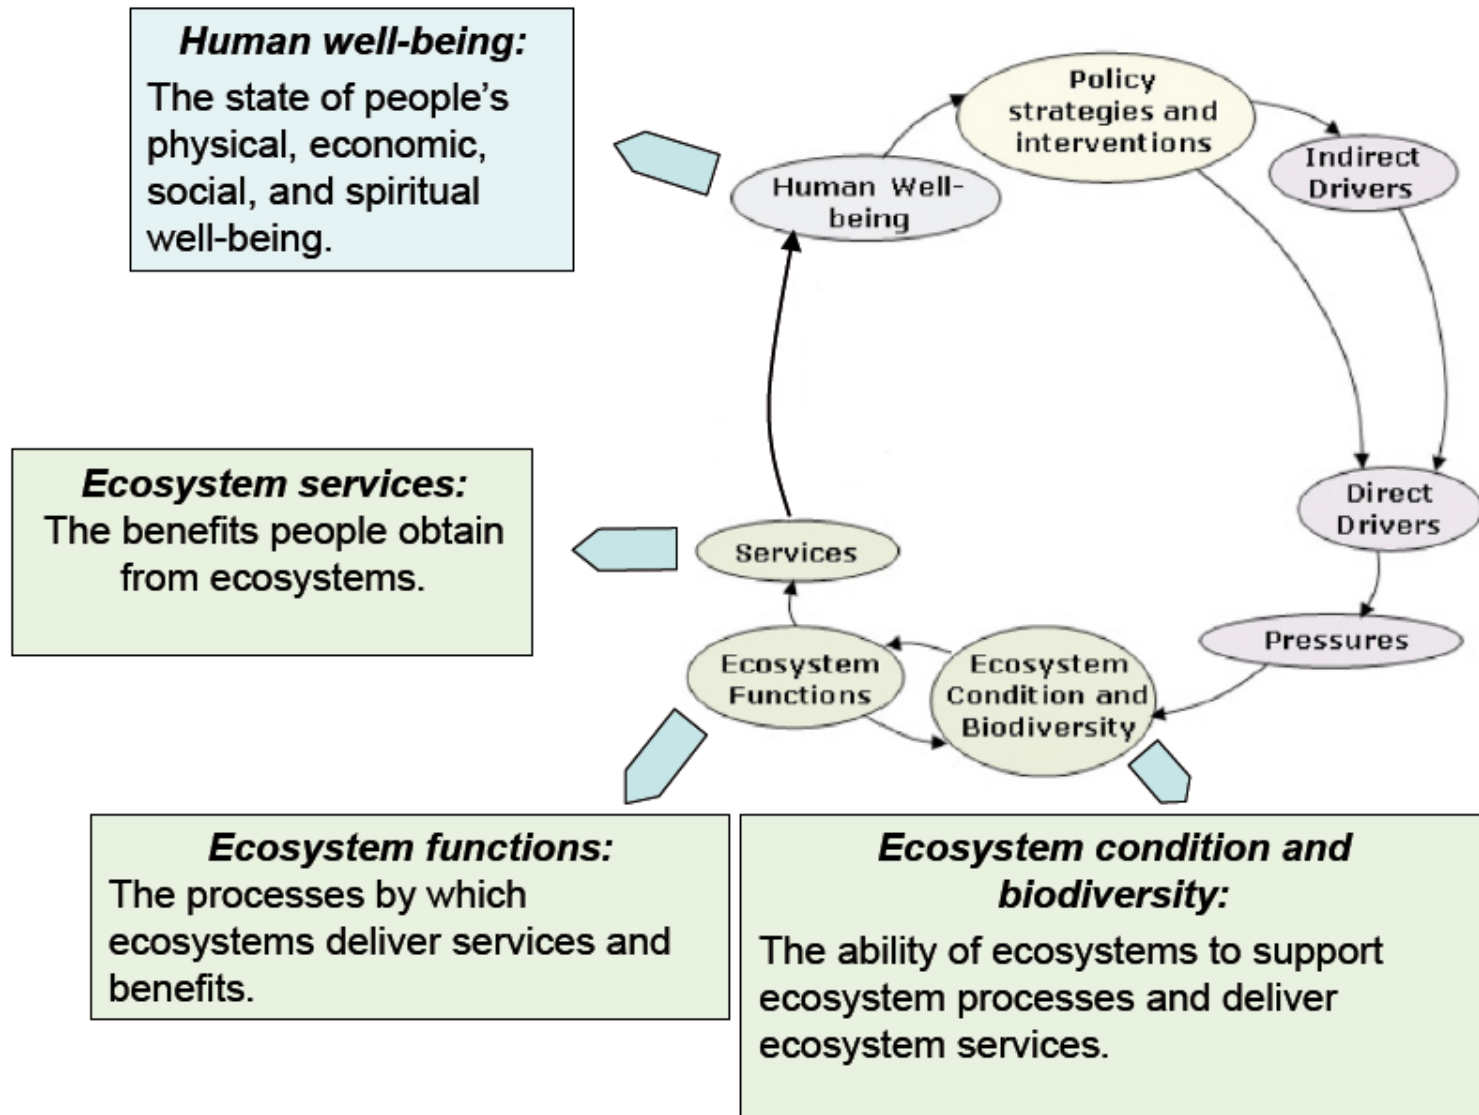 Human well-being:
The state of people's
physical, economic,
social, and spiritual
well-being.
Policy
strategies and
interventions
Indirect
Drivers
Human Well-
being
Direct
Drivers
Ecosystem services:
The benefits people obtain
from ecosystems.
Services
Pressures
Ecosystem
Functions
Ecosystem
Condition and
Biodiversity
Ecosystem functions:
The processes by which
ecosystems deliver services and
benefits.
Ecosystem condition and
biodiversity:
The ability of ecosystems to support
ecosystem processes and deliver
ecosystem services.